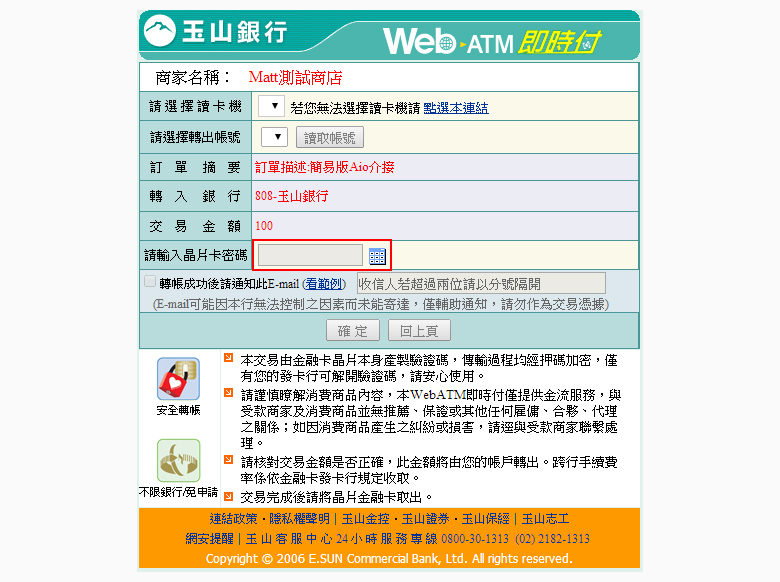 玉山銀行
Web ATM 即時付
商家名稱： Matt測試商店
請選擇讀卡機 若您無法選擇讀卡機請 點選本連結
請選擇轉出帳號 讀取帳號
訂單摘要 訂單描述:簡易版Aio介接
轉入銀行 808-玉山銀行
交易金額 100
請輸入晶片卡密碼
轉帳成功後請通知此E-mail (看範例) 收信人若超過兩位請以分號隔開
(E-mail可能因本行無法控制之因素而未能寄達，僅輔助通知，請勿作為交易憑據)
確 定 回上頁
安全轉帳
不限銀行/免申請
本交易由金融卡晶片本身產製驗證碼，傳輸過程均經押碼加密，僅
有您的發卡行可解開驗證碼，請安心使用。
請謹慎瞭解消費商品內容，本WebATM即時付僅提供金流服務，與
受款商家及消費商品並無推薦、保證或其他任何雇傭、合夥、代理
之關係；如因消費商品產生之糾紛或損害，請逕與受款商家聯繫處
理。
請核對交易金額是否正確，此金額將由您的帳戶轉出。跨行手續費
率係依金融卡發卡行規定收取。
交易完成後請將晶片金融卡取出。
連結政策‧隱私權聲明｜玉山金控‧玉山證券‧玉山保經｜玉山志工
網安提醒｜玉山客服中心24小時服務專線 0800-30-1313 (02) 2182-1313
Copyright © 2006 E.SUN Commercial Bank, Ltd. All rights reserved.